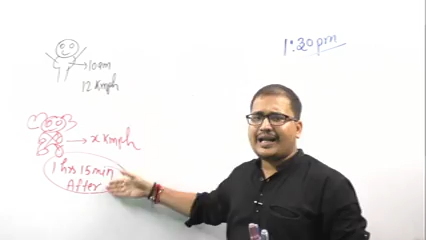 1:30 pm
→10am
12 Kmph
→ x Kmph
1 hrs 15 min
After